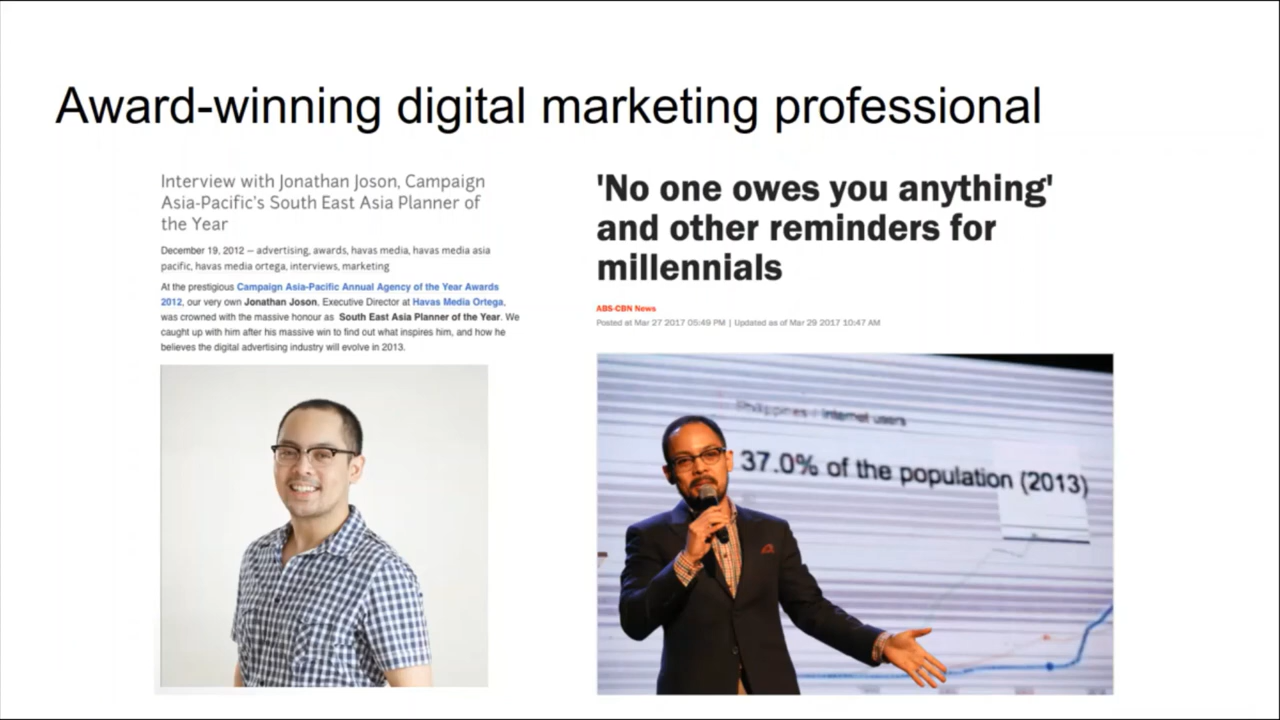 Award-winning digital marketing professional
Interview with Jonathan Joson, Campaign
Asia-Pacific's South East Asia Planner of
the Year
December 19, 2012 – advertising, awards, havas media, havas media asia
pacific, havas media ortega, interviews, marketing
At the prestigious Campaign Asia-Pacific Annual Agency of the Year Awards
2012, our very own Jonathan Joson, Executive Director at Havas Media Ortega,
was crowned with the massive honour as South East Asia Planner of the Year. We
caught up with him after his massive win to find out what inspires him, and how he
believes the digital advertising industry will evolve in 2013.
'No one owes you anything'
and other reminders for
millennials
ABS-CBN News
Posted at Mar 27 2017 05:49 PM | Updated as of Mar 29 2017 10:47 AM
Philippines / Internet users
37.0% of the population (2013)